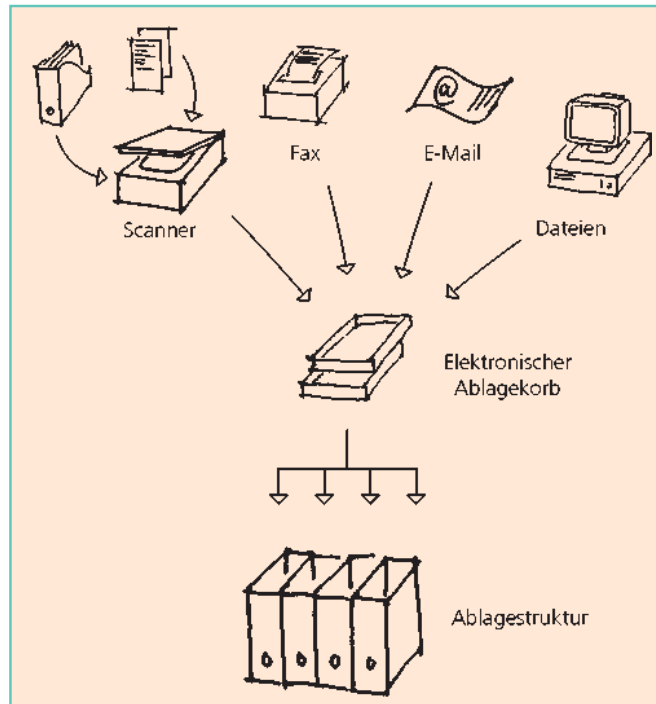 Fax
E-Mail
Scanner
Dateien
Elektronischer
Ablagekorb
Ablagestruktur